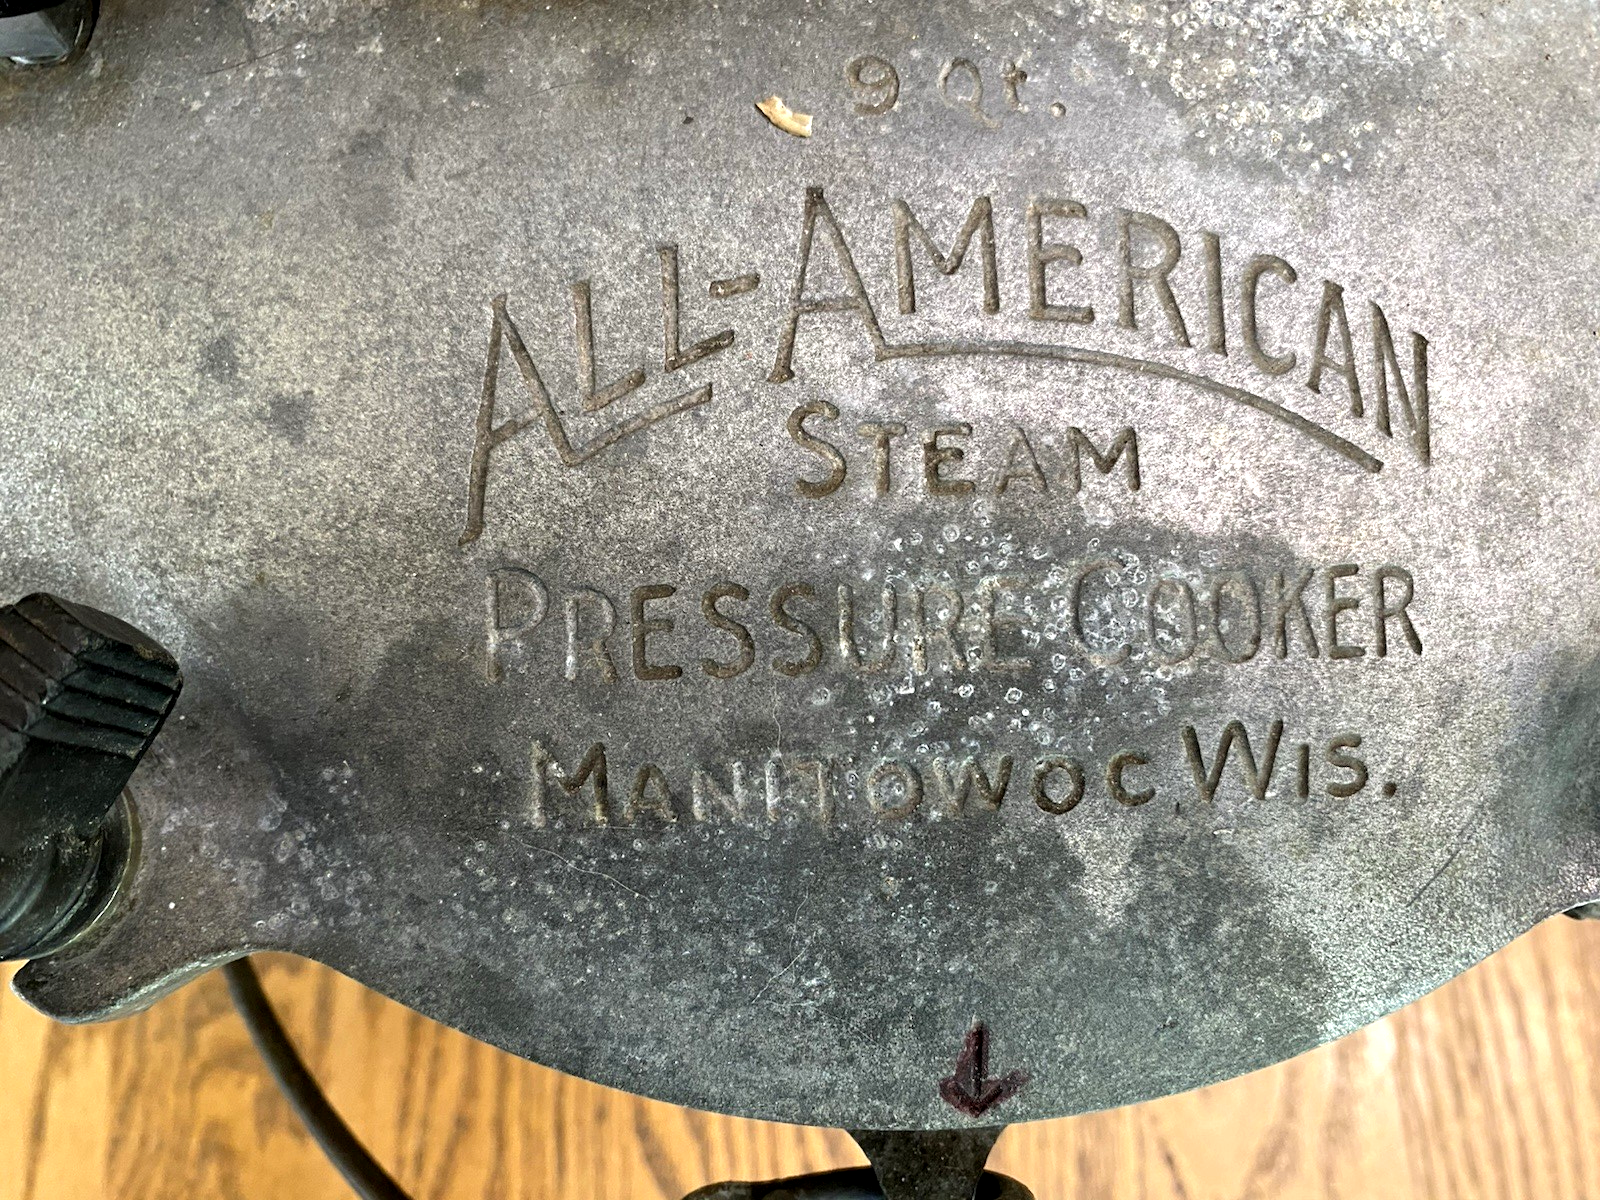 9 Qt.
ALL-AMERICAN
STEAM
PRESSURE COOKER
MANITOWOC, WIS.